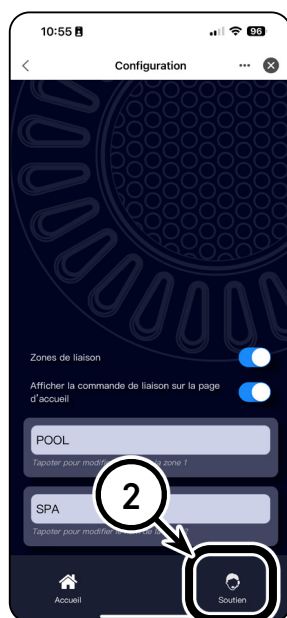 10:55 96
Configuration
Zones de liaison
Afficher la commande de liaison sur la page
d'accueil
POOL
Tapoter pour modifier la zone 1
SPA
Tapoter pour modifier le
2
Accueil
Soutien